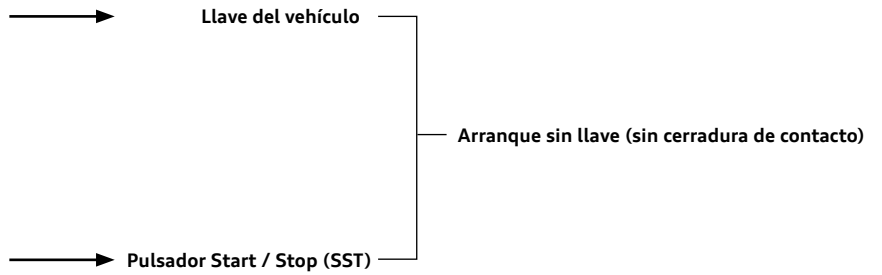 Llave del vehículo
Arranque sin llave (sin cerradura de contacto)
Pulsador Start / Stop (SST)